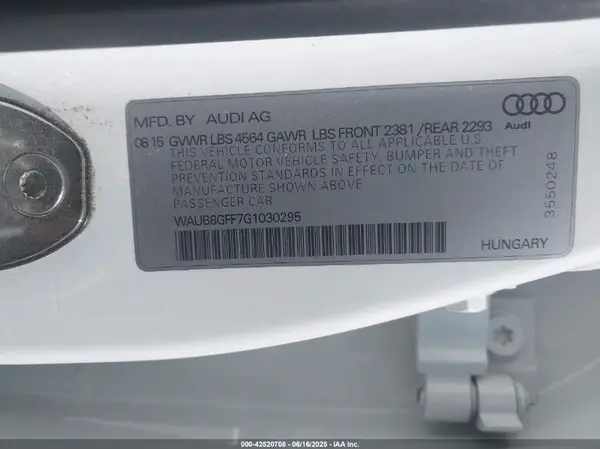 MFD. BY AUDI AG
08 16 GVWR LBS 4564 GAWR LBS FRONT 2381 /REAR 2293
THIS VEHICLE CONFORMS TO ALL APPLICABLE U.S.
FEDERAL MOTOR VEHICLE SAFETY, BUMPER AND THEFT
PREVENTION STANDARDS IN EFFECT ON THE DATE OF
MANUFACTURE SHOWN ABOVE
PASSENGER CAR
WAUB8GFF7G1030295
HUNGARY
Audi
3550248
000-42520708 - 06/16/2025 - IAA Inc.